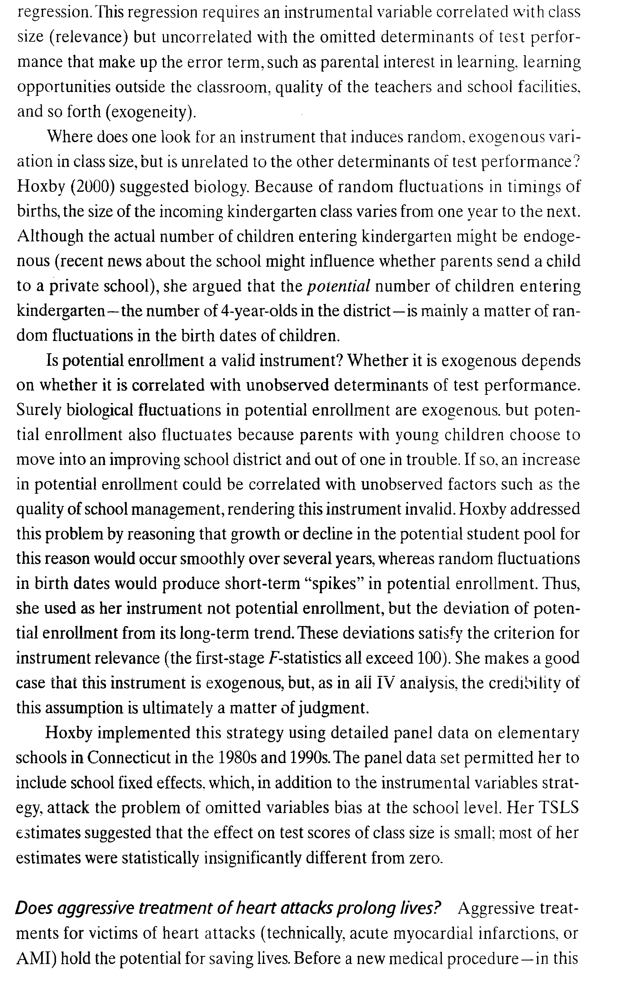 regression. This regression requires an instrumental variable correlated with class
size (relevance) but uncorrelated with the omitted determinants of test perfor-
mance that make up the error term, such as parental interest in learning, learning
opportunities outside the classroom, quality of the teachers and school facilities,
and so forth (exogeneity).
Where does one look for an instrument that induces random, exogenous vari-
ation in class size, but is unrelated to the other determinants of test performance?
Hoxby (2000) suggested biology. Because of random fluctuations in timings of
births, the size of the incoming kindergarten class varies from one year to the next.
Although the actual number of children entering kindergarten might be endoge-
nous (recent news about the school might influence whether parents send a child
to a private school), she argued that the potential number of children entering
kindergarten—the number of 4-year-olds in the district—is mainly a matter of ran-
dom fluctuations in the birth dates of children.
Is potential enrollment a valid instrument? Whether it is exogenous depends
on whether it is correlated with unobserved determinants of test performance.
Surely biological fluctuations in potential enrollment are exogenous, but poten-
tial enrollment also fluctuates because parents with young children choose to
move into an improving school district and out of one in trouble. If so, an increase
in potential enrollment could be correlated with unobserved factors such as the
quality of school management, rendering this instrument invalid. Hoxby addressed
this problem by reasoning that growth or decline in the potential student pool for
this reason would occur smoothly over several years, whereas random fluctuations
in birth dates would produce short-term “spikes” in potential enrollment. Thus,
she used as her instrument not potential enrollment, but the deviation of poten-
tial enrollment from its long-term trend. These deviations satisfy the criterion for
instrument relevance (the first-stage F-statistics all exceed 100). She makes a good
case that this instrument is exogenous, but, as in all IV analysis, the credibility of
this assumption is ultimately a matter of judgment.
Hoxby implemented this strategy using detailed panel data on elementary
schools in Connecticut in the 1980s and 1990s. The panel data set permitted her to
include school fixed effects, which, in addition to the instrumental variables strat-
egy, attack the problem of omitted variables bias at the school level. Her TSLS
estimates suggested that the effect on test scores of class size is small; most of her
estimates were statistically insignificantly different from zero.
Does aggressive treatment of heart attacks prolong lives? Aggressive treat-
ments for victims of heart attacks (technically, acute myocardial infarctions, or
AMI) hold the potential for saving lives. Before a new medical procedure—in this